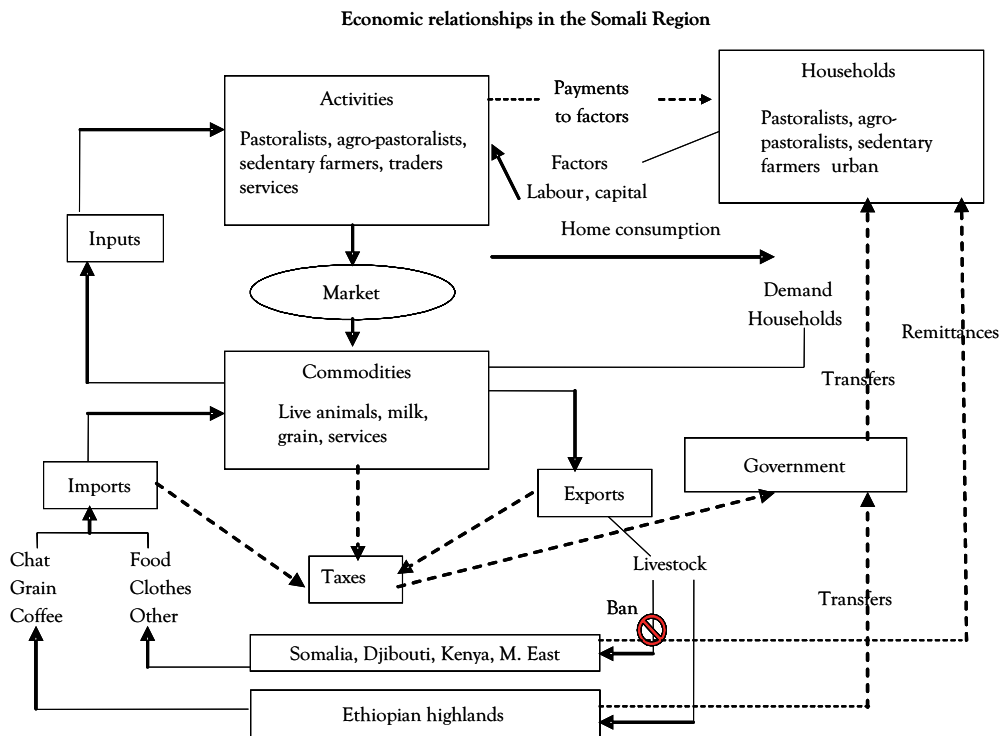 Economic relationships in the Somali Region
Activities
Pastoralists, agro-pastoralists,
sedentary farmers, traders
services
Payments
to factors
Households
Pastoralists, agro-
pastoralists, sedentary
farmers urban
Factors
Labour, capital
Inputs
Home consumption
Market
Demand
Households
Remittances
Commodities
Live animals, milk,
grain, services
Transfers
Government
Imports
Exports
Chat
Grain
Coffee
Food
Clothes
Other
Taxes
Livestock
Ban
Transfers
Somalia, Djibouti, Kenya, M. East
Ethiopian highlands